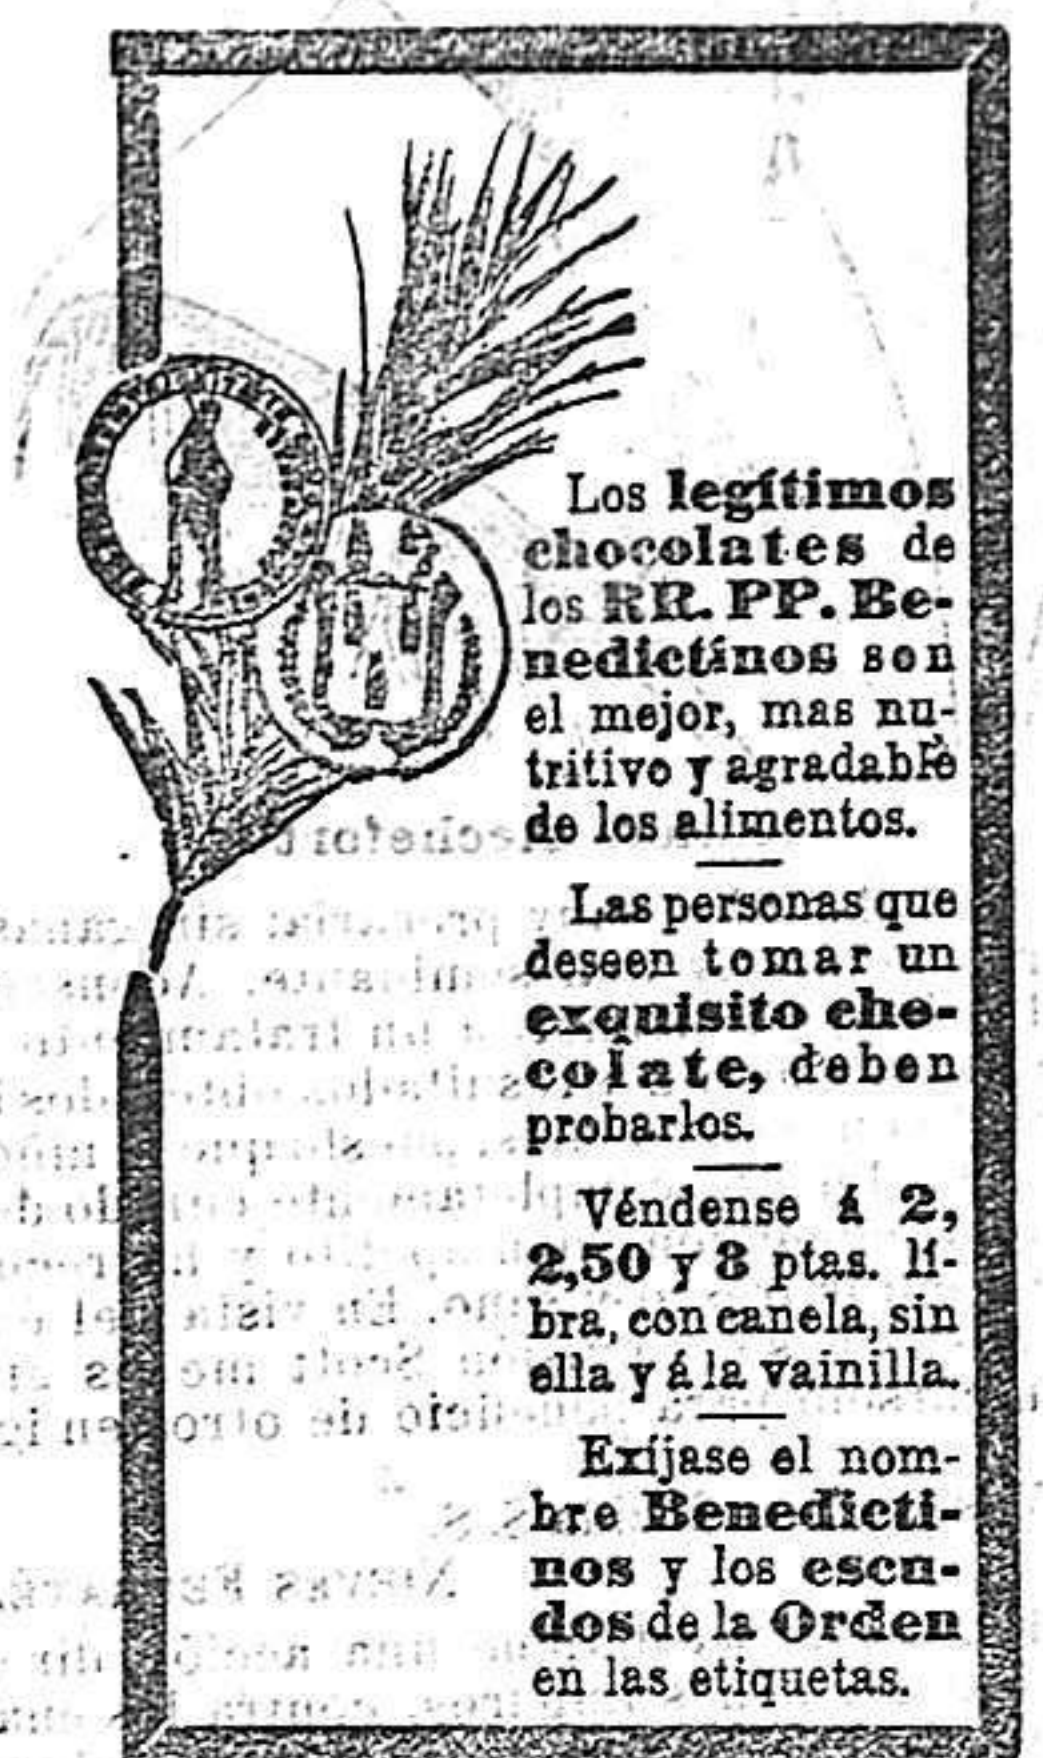 Los legítimos
chocolates de
los RR. PP. Be-
nedictinos son
el mejor, mas nu-
tritivo y agradable
de los alimentos.
Las personas que
deseen tomar un
exquisito cho-
colate, deben
probarlos.
Véndense á 2,
2,50 y 3 ptas. li-
bra, con canela, sin
ella y á la vainilla.
Exíjase el nom-
bre Benedicti-
nos y los escu-
dos de la Orden
en las etiquetas.